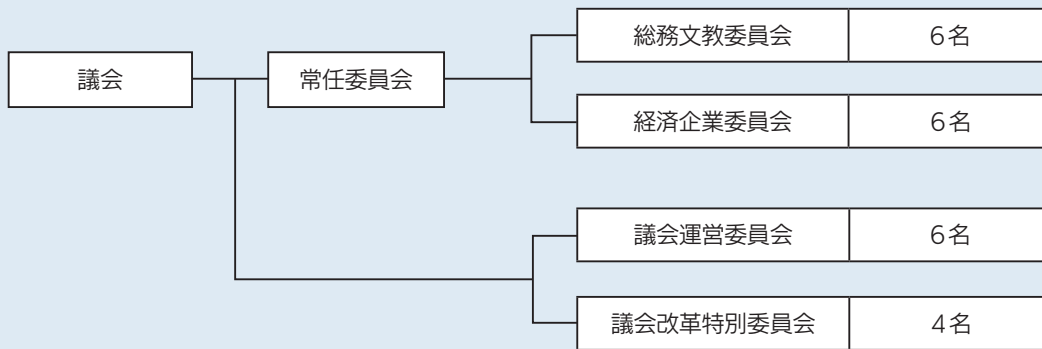 議会
常任委員会
総務文教委員会 6名
経済企業委員会 6名
議会運営委員会 6名
議会改革特別委員会 4名